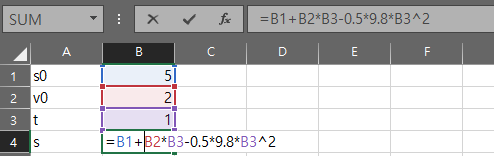 SUM =B1+B2*B3-0.5*9.8*B3^2
A B C D E F
1 s0 5
2 v0 2
3 t 1
4 s =B1+B2*B3-0.5*9.8*B3^2